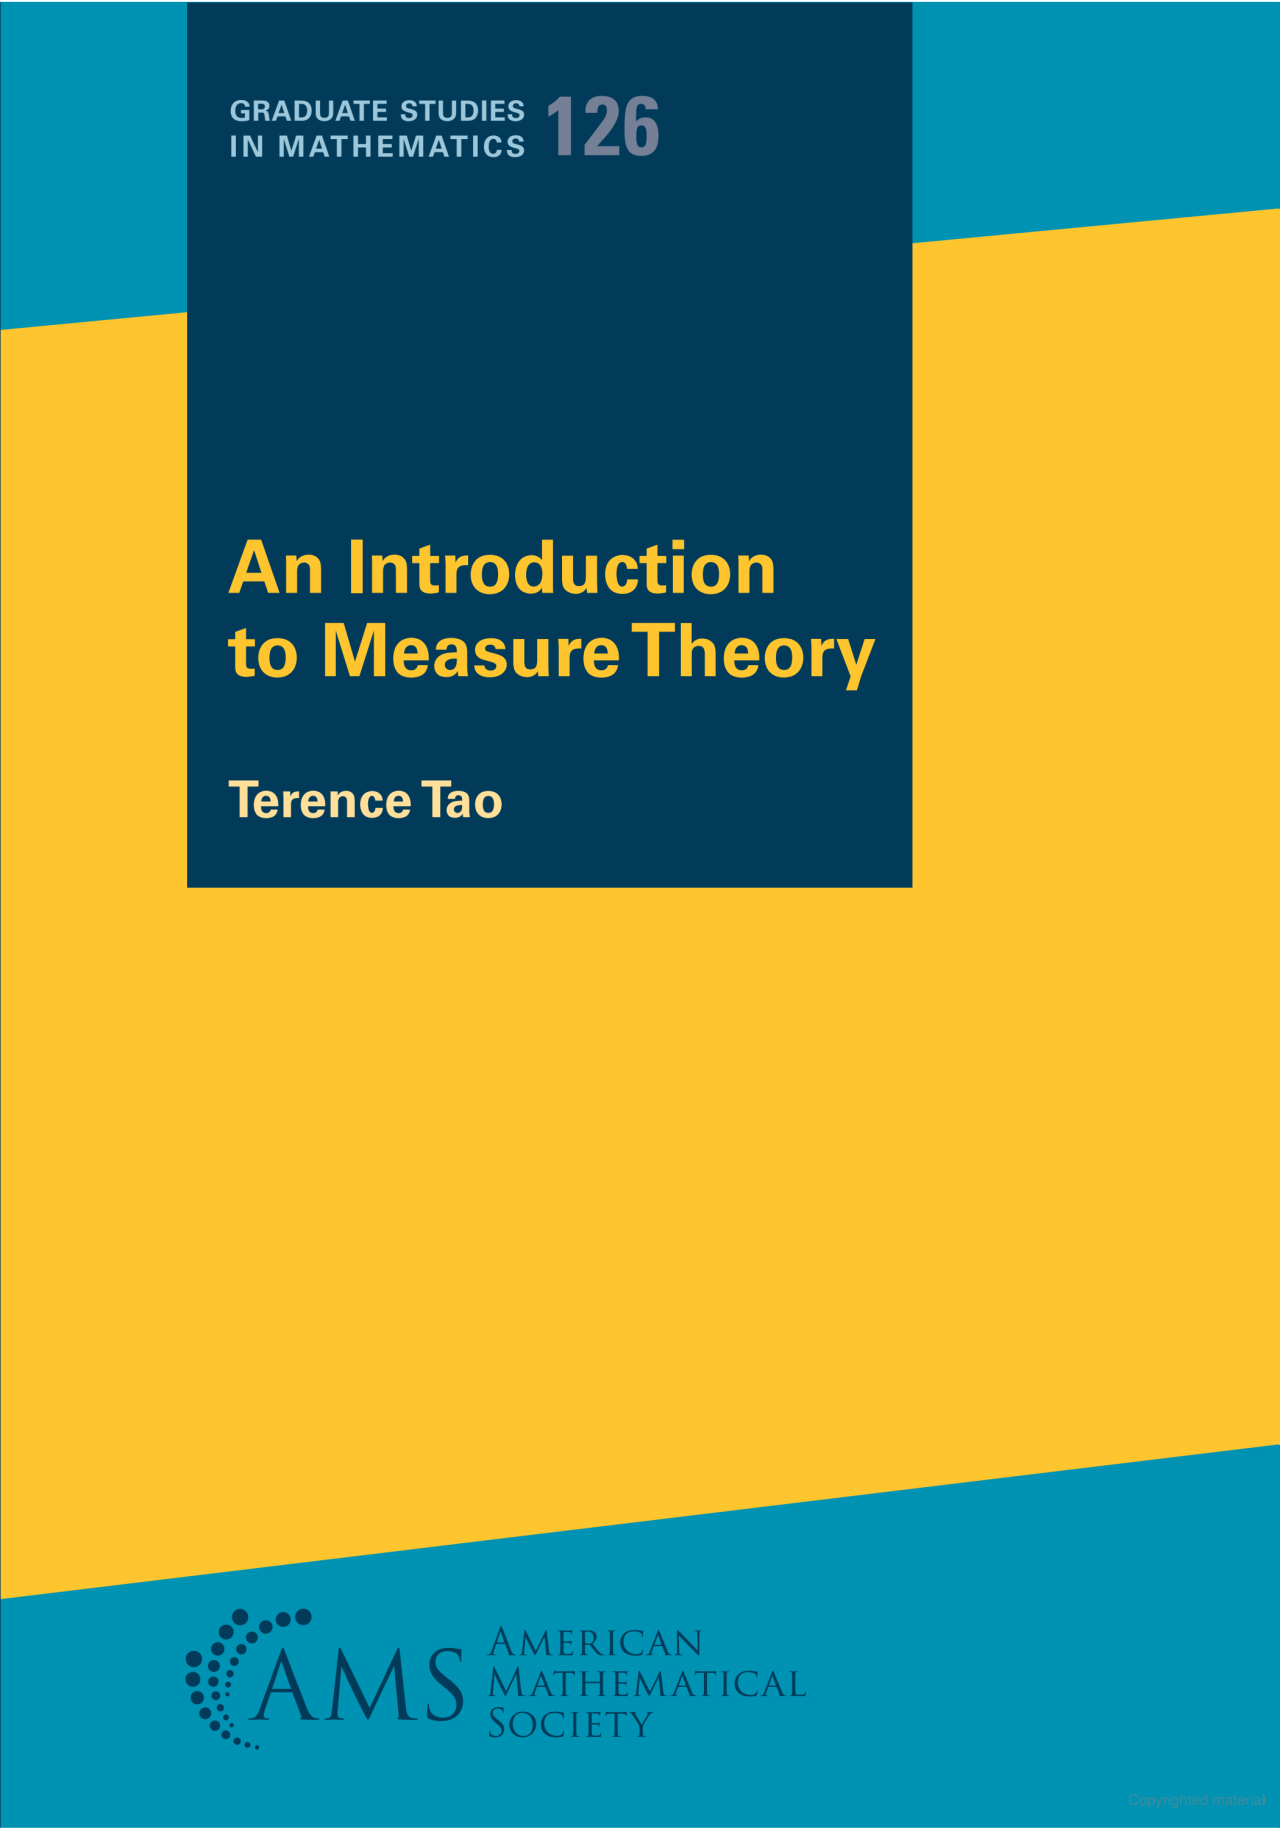 GRADUATE STUDIES
IN MATHEMATICS 126
An Introduction
to Measure Theory
Terence Tao
AMS
AMERICAN
MATHEMATICAL
SOCIETY
Copyrighted material